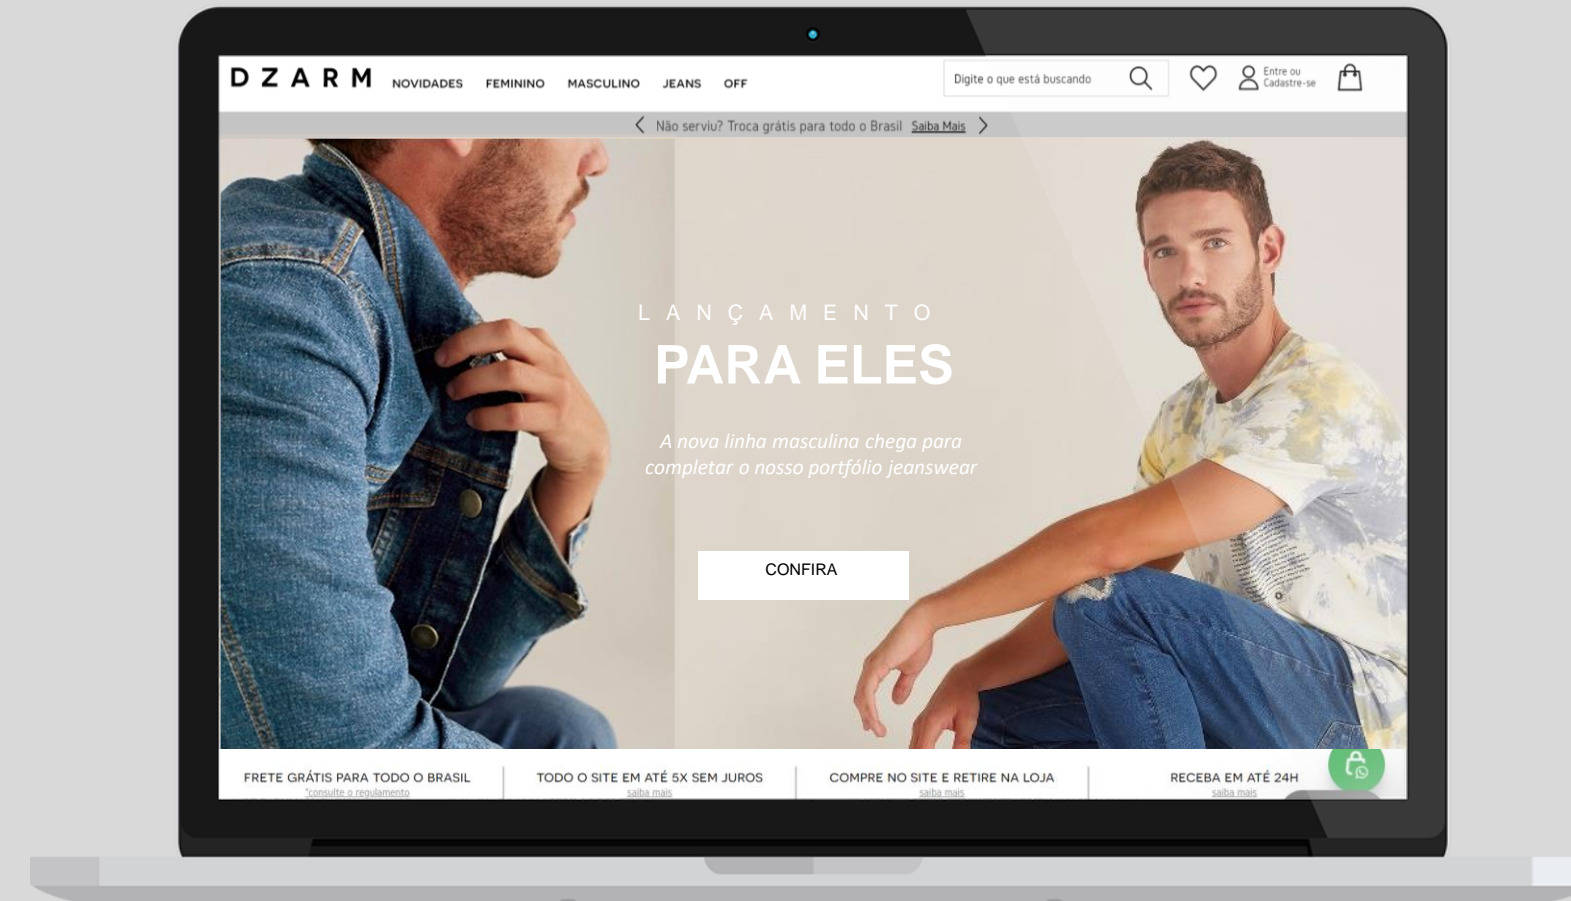 DZARM
NOVIDADES FEMININO MASCULINO JEANS OFF
Digite o que está buscando
Entre ou
Cadastre-se
Não serviu? Troca grátis para todo o Brasil Saiba Mais
LANÇAMENTO
PARA ELES
A nova linha masculina chega para
completar o nosso portfólio jeanswear
CONFIRA
FRETE GRÁTIS PARA TODO O BRASIL
*consulte o regulamento
TODO O SITE EM ATÉ 5X SEM JUROS
saiba mais
COMPRE NO SITE E RETIRE NA LOJA
saiba mais
RECEBA EM ATÉ 24H
saiba mais